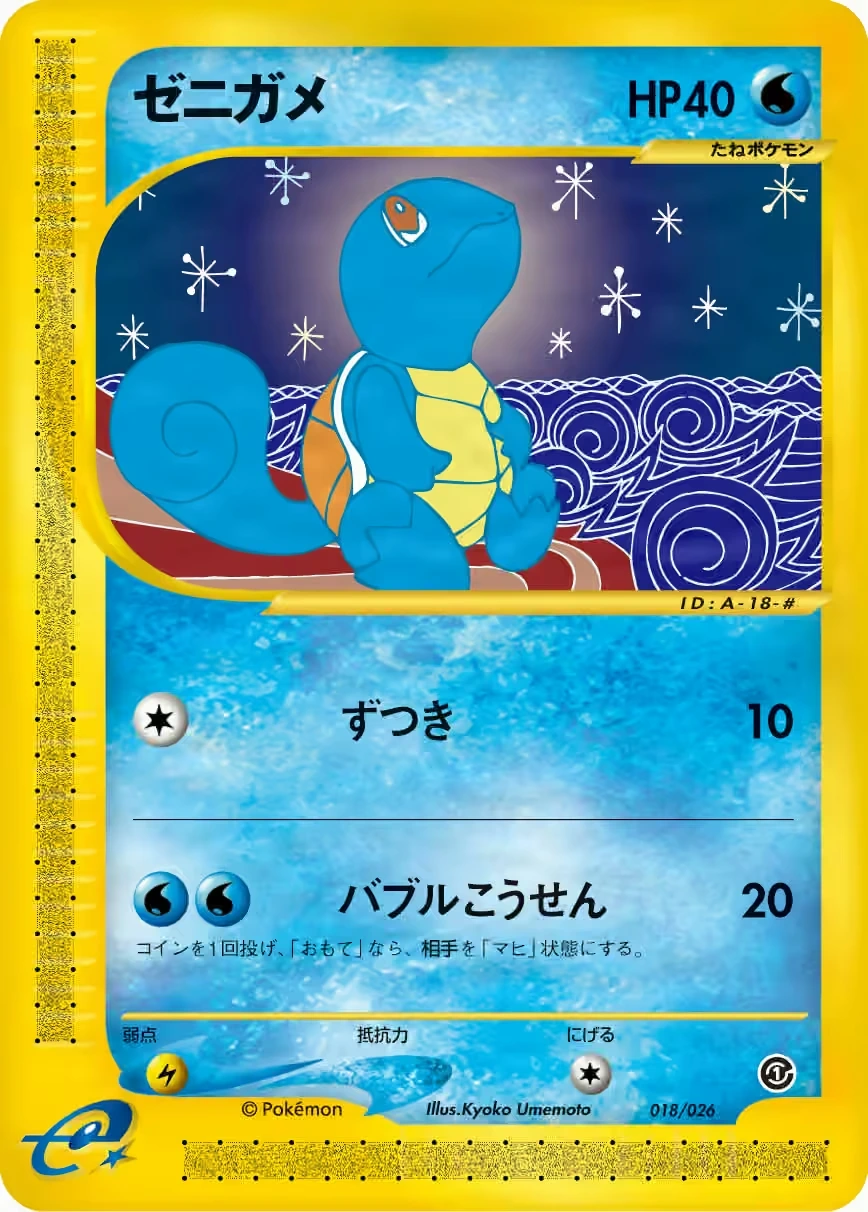 ゼニガメ HP40
たねポケモン
ID:A-18-#
ずつき 10
バブルこうせん 20
コインを1回投げ、「おもて」なら、相手を「マヒ」状態にする。
弱点 抵抗力 にげる
© Pokémon Illus.Kyoko Umemoto 018/026
e
1